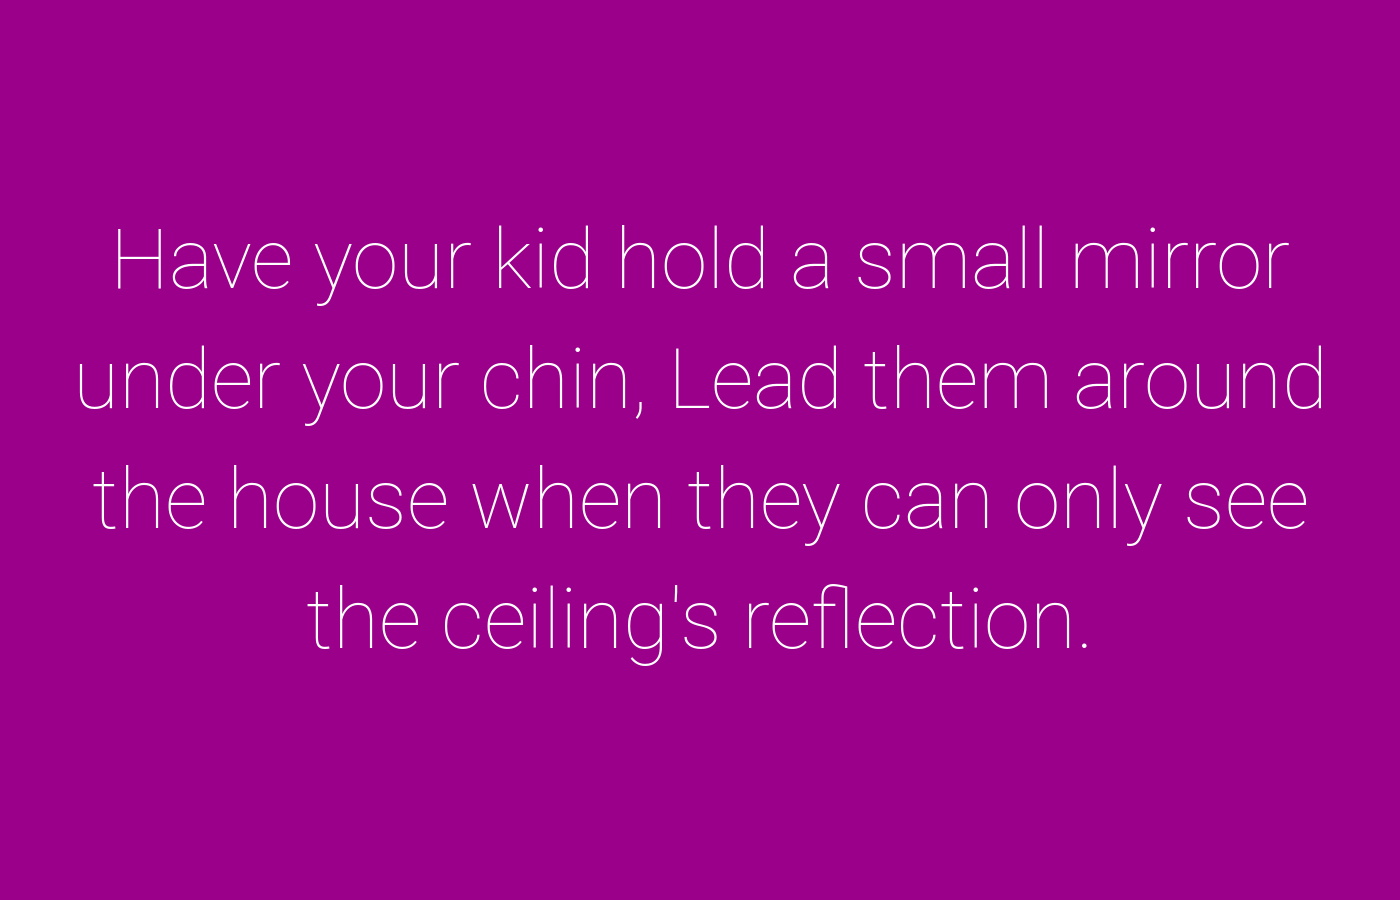 Have your kid hold a small mirror
under your chin, Lead them around
the house when they can only see
the ceiling's reflection.